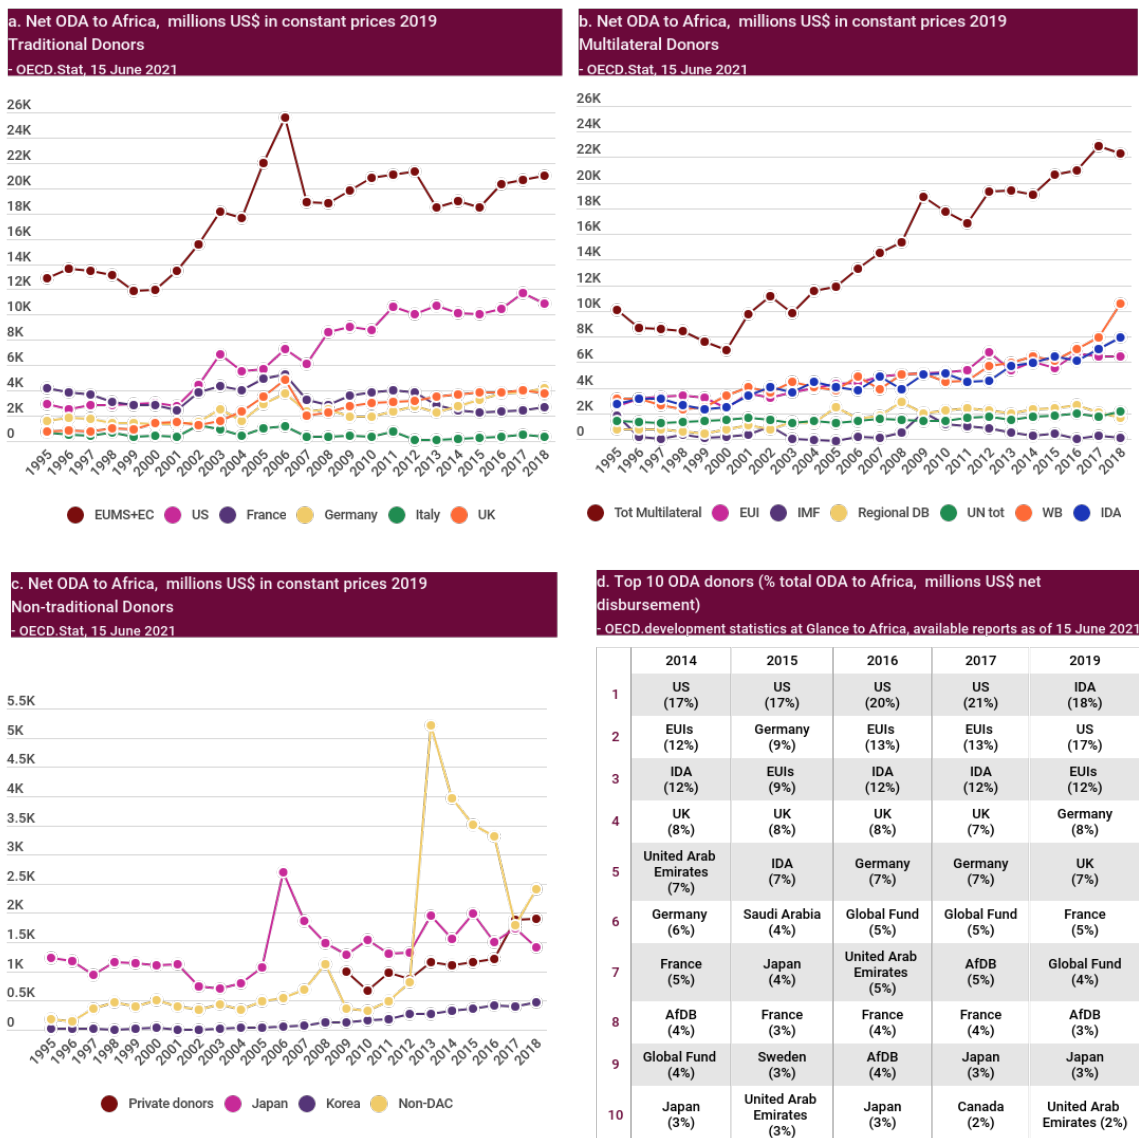 a. Net ODA to Africa,  millions US$ in constant prices 2019
Traditional Donors
- OECD.Stat, 15 June 2021
26K
24K
22K
20K
18K
16K
14K
12K
10K
8K
6K
4K
2K
0
1995 1996 1997 1998 1999 2000 2001 2002 2003 2004 2005 2006 2007 2008 2009 2010 2011 2012 2013 2014 2015 2016 2017 2018
EUMS+EC US France Germany Italy UK
b. Net ODA to Africa,  millions US$ in constant prices 2019
Multilateral Donors
- OECD.Stat, 15 June 2021
26K
24K
22K
20K
18K
16K
14K
12K
10K
8K
6K
4K
2K
0
1995 1996 1997 1998 1999 2000 2001 2002 2003 2004 2005 2006 2007 2008 2009 2010 2011 2012 2013 2014 2015 2016 2017 2018
Tot Multilateral EUI IMF Regional DB UN tot WB IDA
c. Net ODA to Africa,  millions US$ in constant prices 2019
Non-traditional Donors
- OECD.Stat, 15 June 2021
5.5K
5K
4.5K
4K
3.5K
3K
2.5K
2K
1.5K
1K
0.5K
0
1995 1996 1997 1998 1999 2000 2001 2002 2003 2004 2005 2006 2007 2008 2009 2010 2011 2012 2013 2014 2015 2016 2017 2018
Private donors Japan Korea Non-DAC
d. Top 10 ODA donors (% total ODA to Africa,  millions US$ net
disbursement)
- OECD.development statistics at Glance to Africa, available reports as of 15 June 2021
2014 2015 2016 2017 2019
1
US US US US IDA
(17%) (17%) (20%) (21%) (18%)
2
EUIs Germany EUIs EUIs US
(12%) (9%) (13%) (13%) (17%)
3
IDA EUIs IDA IDA EUIs
(12%) (9%) (12%) (12%) (12%)
4
UK UK UK UK Germany
(8%) (8%) (8%) (7%) (8%)
5
United Arab
Emirates
(7%)
IDA Germany Germany UK
(7%) (7%) (7%) (7%)
6
Germany Saudi Arabia Global Fund Global Fund France
(6%) (4%) (5%) (5%) (5%)
7
France Japan
(5%) (4%)
United Arab
Emirates
(5%)
AfDB Global Fund
(5%) (4%)
8
AfDB France France France AfDB
(4%) (3%) (4%) (4%) (3%)
9
Global Fund Sweden AfDB Japan Japan
(4%) (3%) (4%) (3%) (3%)
10
Japan
(3%)
United Arab
Emirates
(3%)
Japan Canada United Arab
(3%) (2%) Emirates (2%)